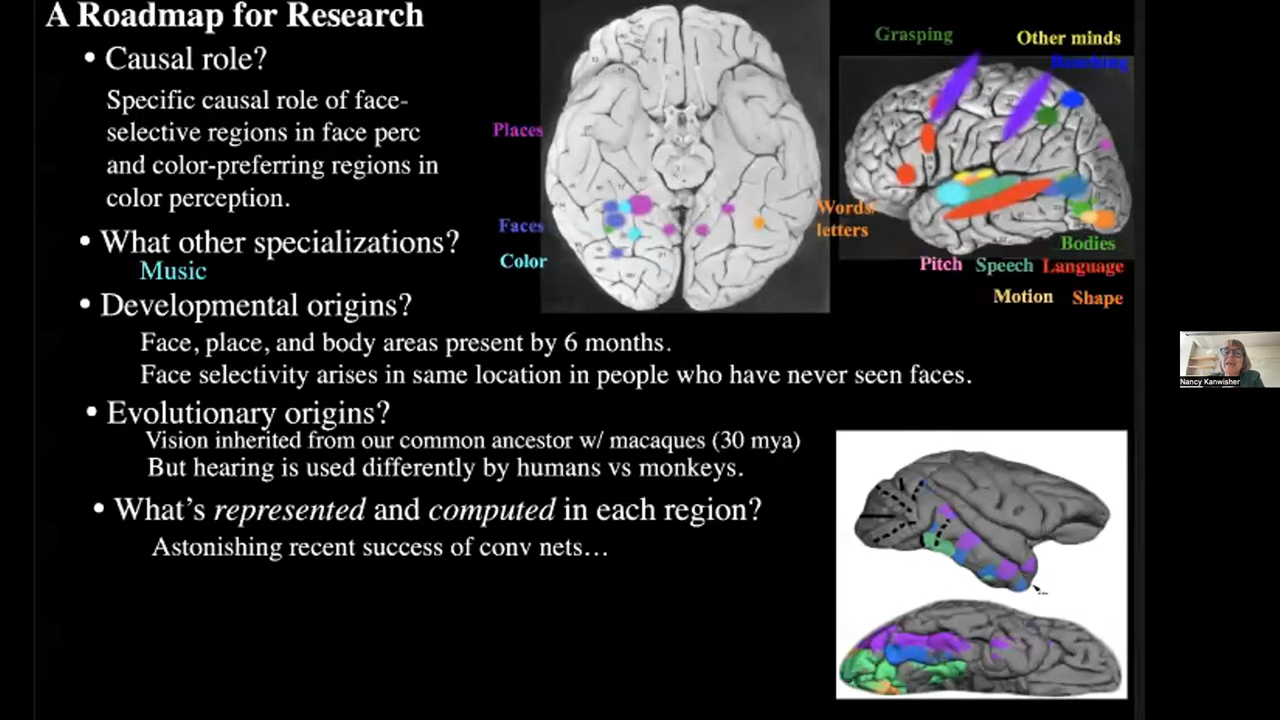 A Roadmap for Research
• Causal role?
Specific causal role of face-
selective regions in face perc
and color-preferring regions in
color perception.
• What other specializations?
Music
• Developmental origins?
Face, place, and body areas present by 6 months.
Face selectivity arises in same location in people who have never seen faces.
• Evolutionary origins?
Vision inherited from our common ancestor w/ macaques (30 mya)
But hearing is used differently by humans vs monkeys.
• What's represented and computed in each region?
Astonishing recent success of conv nets…
Places
Faces
Color
Words
letters
Grasping
Other minds
Bodies
Pitch Speech Language
Motion Shape
Nancy Kanwisher